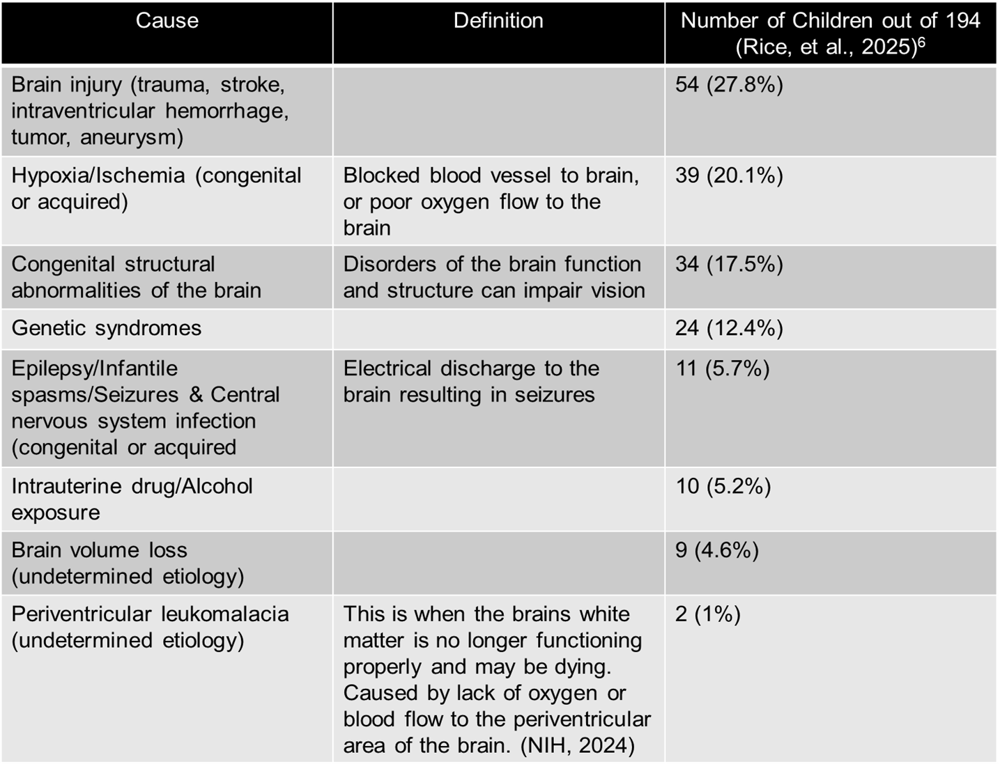 Cause
Definition
Number of Children out of 194
(Rice, et al., 2025)⁶
Brain injury (trauma, stroke,
intraventricular hemorrhage,
tumor, aneurysm)
54 (27.8%)
Hypoxia/Ischemia (congenital
or acquired)
Blocked blood vessel to brain,
or poor oxygen flow to the
brain
39 (20.1%)
Congenital structural
abnormalities of the brain
Disorders of the brain function
and structure can impair vision
34 (17.5%)
Genetic syndromes
24 (12.4%)
Epilepsy/Infantile
spasms/Seizures & Central
nervous system infection
(congenital or acquired
Electrical discharge to the
brain resulting in seizures
11 (5.7%)
Intrauterine drug/Alcohol
exposure
10 (5.2%)
Brain volume loss
(undetermined etiology)
9 (4.6%)
Periventricular leukomalacia
(undetermined etiology)
This is when the brains white
matter is no longer functioning
properly and may be dying.
Caused by lack of oxygen or
blood flow to the periventricular
area of the brain. (NIH, 2024)
2 (1%)